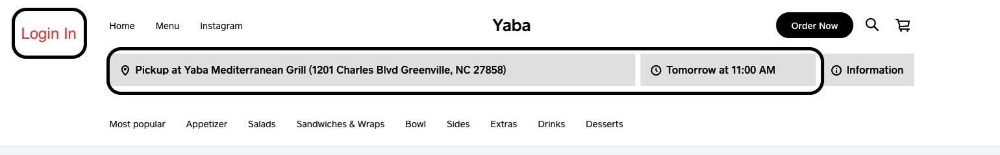 Login In
Home Menu Instagram
Yaba
Order Now
Pickup at Yaba Mediterranean Grill (1201 Charles Blvd Greenville, NC 27858)
Tomorrow at 11:00 AM
Information
Most popular Appetizer Salads Sandwiches & Wraps Bowl Sides Extras Drinks Desserts